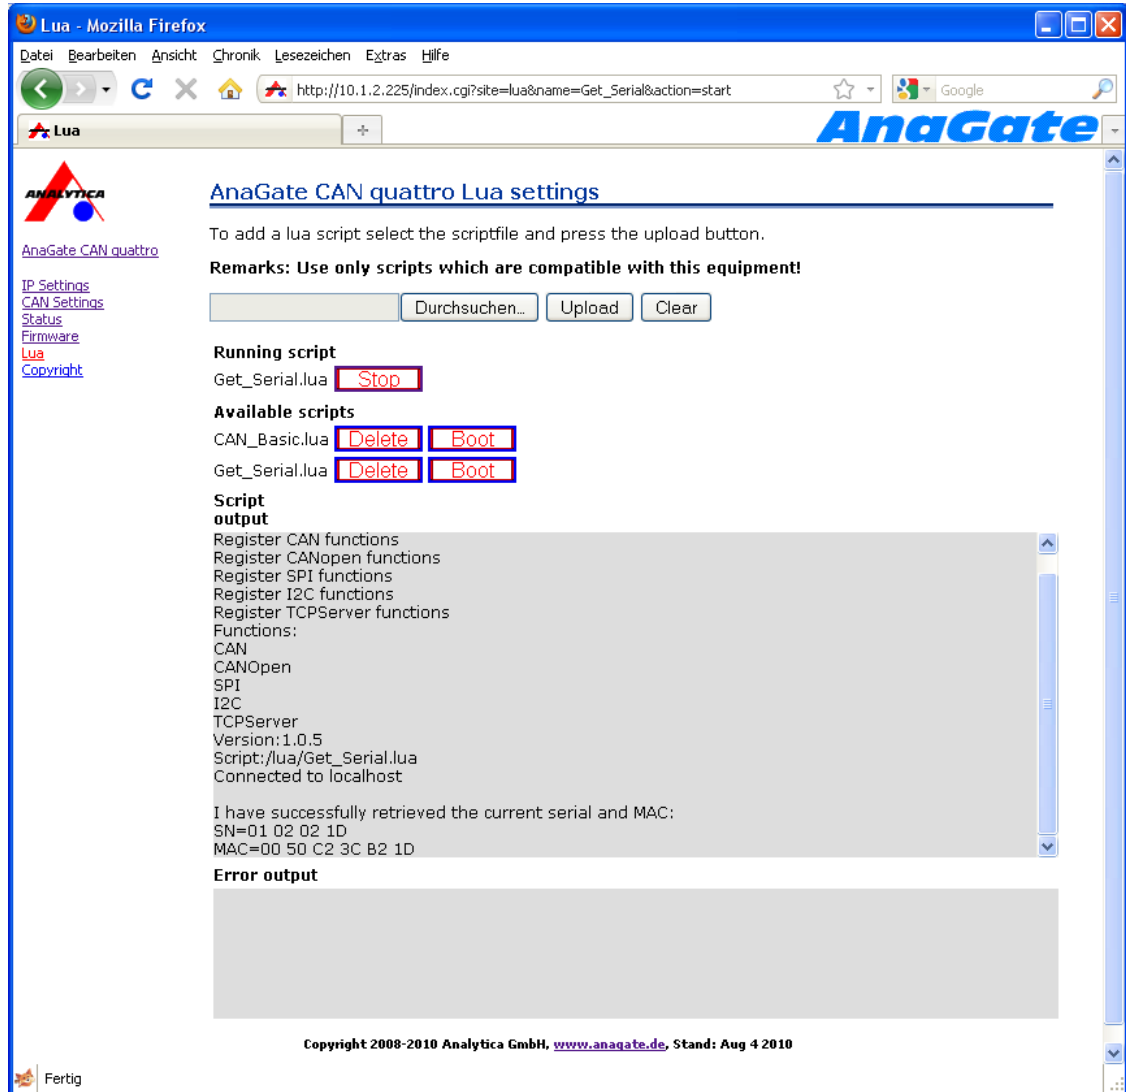 Lua - Mozilla Firefox
Datei Bearbeiten Ansicht Chronik Lesezeichen Extras Hilfe
http://10.1.2.225/index.cgi?site=lua&name=Get_Serial&action=start
Google
Lua
AnaGate
ANALYTICA
AnaGate CAN quattro
IP Settings
CAN Settings
Status
Firmware
Lua
Copyright
AnaGate CAN quattro Lua settings
To add a lua script select the scriptfile and press the upload button.
Remarks: Use only scripts which are compatible with this equipment!
Durchsuchen... Upload Clear
Running script
Get_Serial.lua Stop
Available scripts
CAN_Basic.lua Delete Boot
Get_Serial.lua Delete Boot
Script
output
Register CAN functions
Register CANopen functions
Register SPI functions
Register I2C functions
Register TCPServer functions
Functions:
CAN
CANOpen
SPI
I2C
TCPServer
Version:1.0.5
Script:/lua/Get_Serial.lua
Connected to localhost
I have successfully retrieved the current serial and MAC:
SN=01 02 02 1D
MAC=00 50 C2 3C B2 1D
Error output
Copyright 2008-2010 Analytica GmbH, www.anagate.de, Stand: Aug 4 2010
Fertig